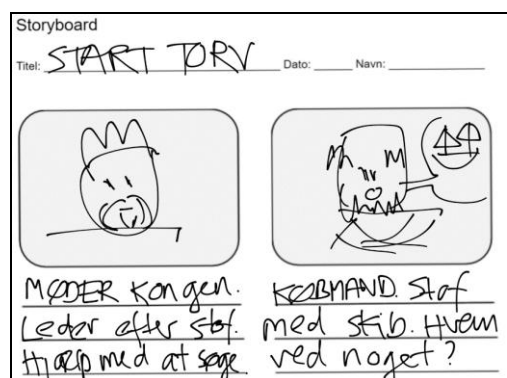 Storyboard
Titel: START TORV Dato: Navn:
MØDER Kongen.
Leder efter stof.
Hjælp med at søge
KØBMAND. Stof
med skib. Hvem
ved noget?